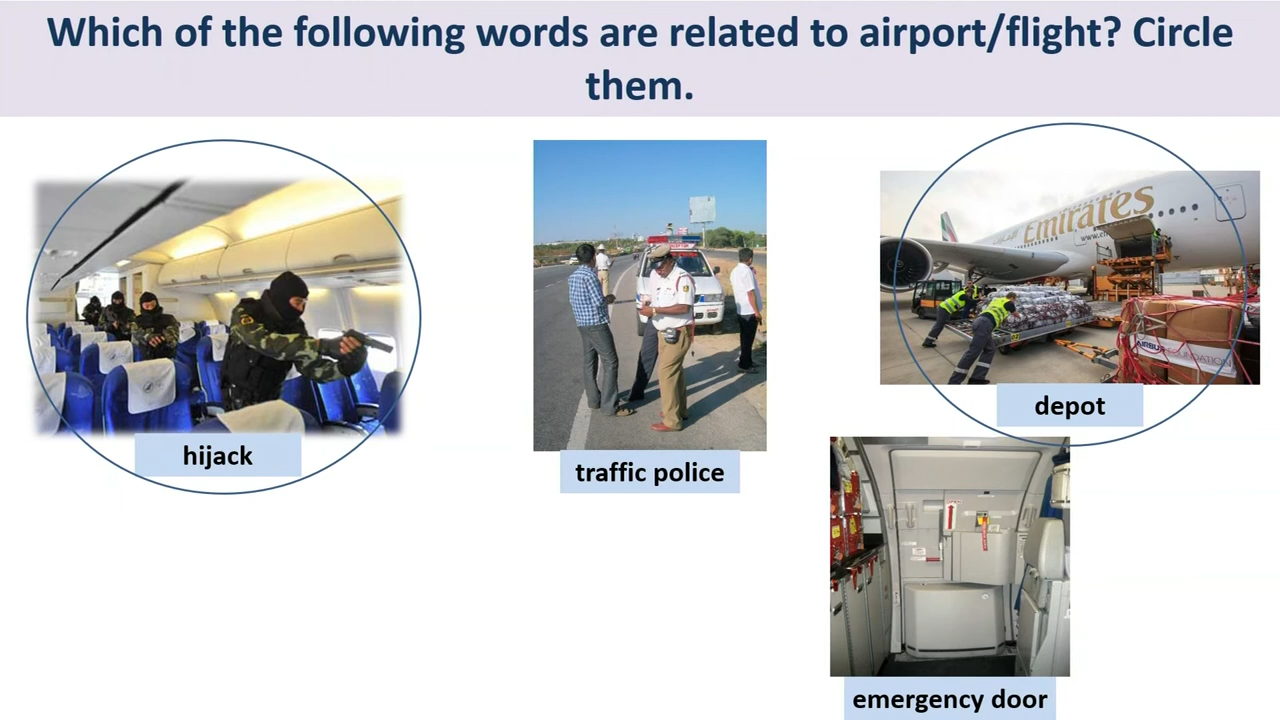 Which of the following words are related to airport/flight? Circle
them.
Emirates
AIRBUS FOUNDATION
depot
hijack
traffic police
emergency door